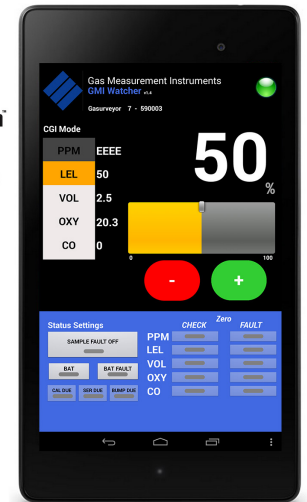 Gas Measurement Instruments
GMI Watcher v1.4
Gasurveyor 7 - 590003
CGI Mode
PPM EEEE
LEL 50
VOL 2.5
OXY 20.3
CO 0
50
%
0 100
- +
Status Settings
Zero
CHECK FAULT
SAMPLE FAULT OFF
BAT BAT FAULT
CAL DUE SER DUE BUMP DUE
PPM
LEL
VOL
OXY
CO